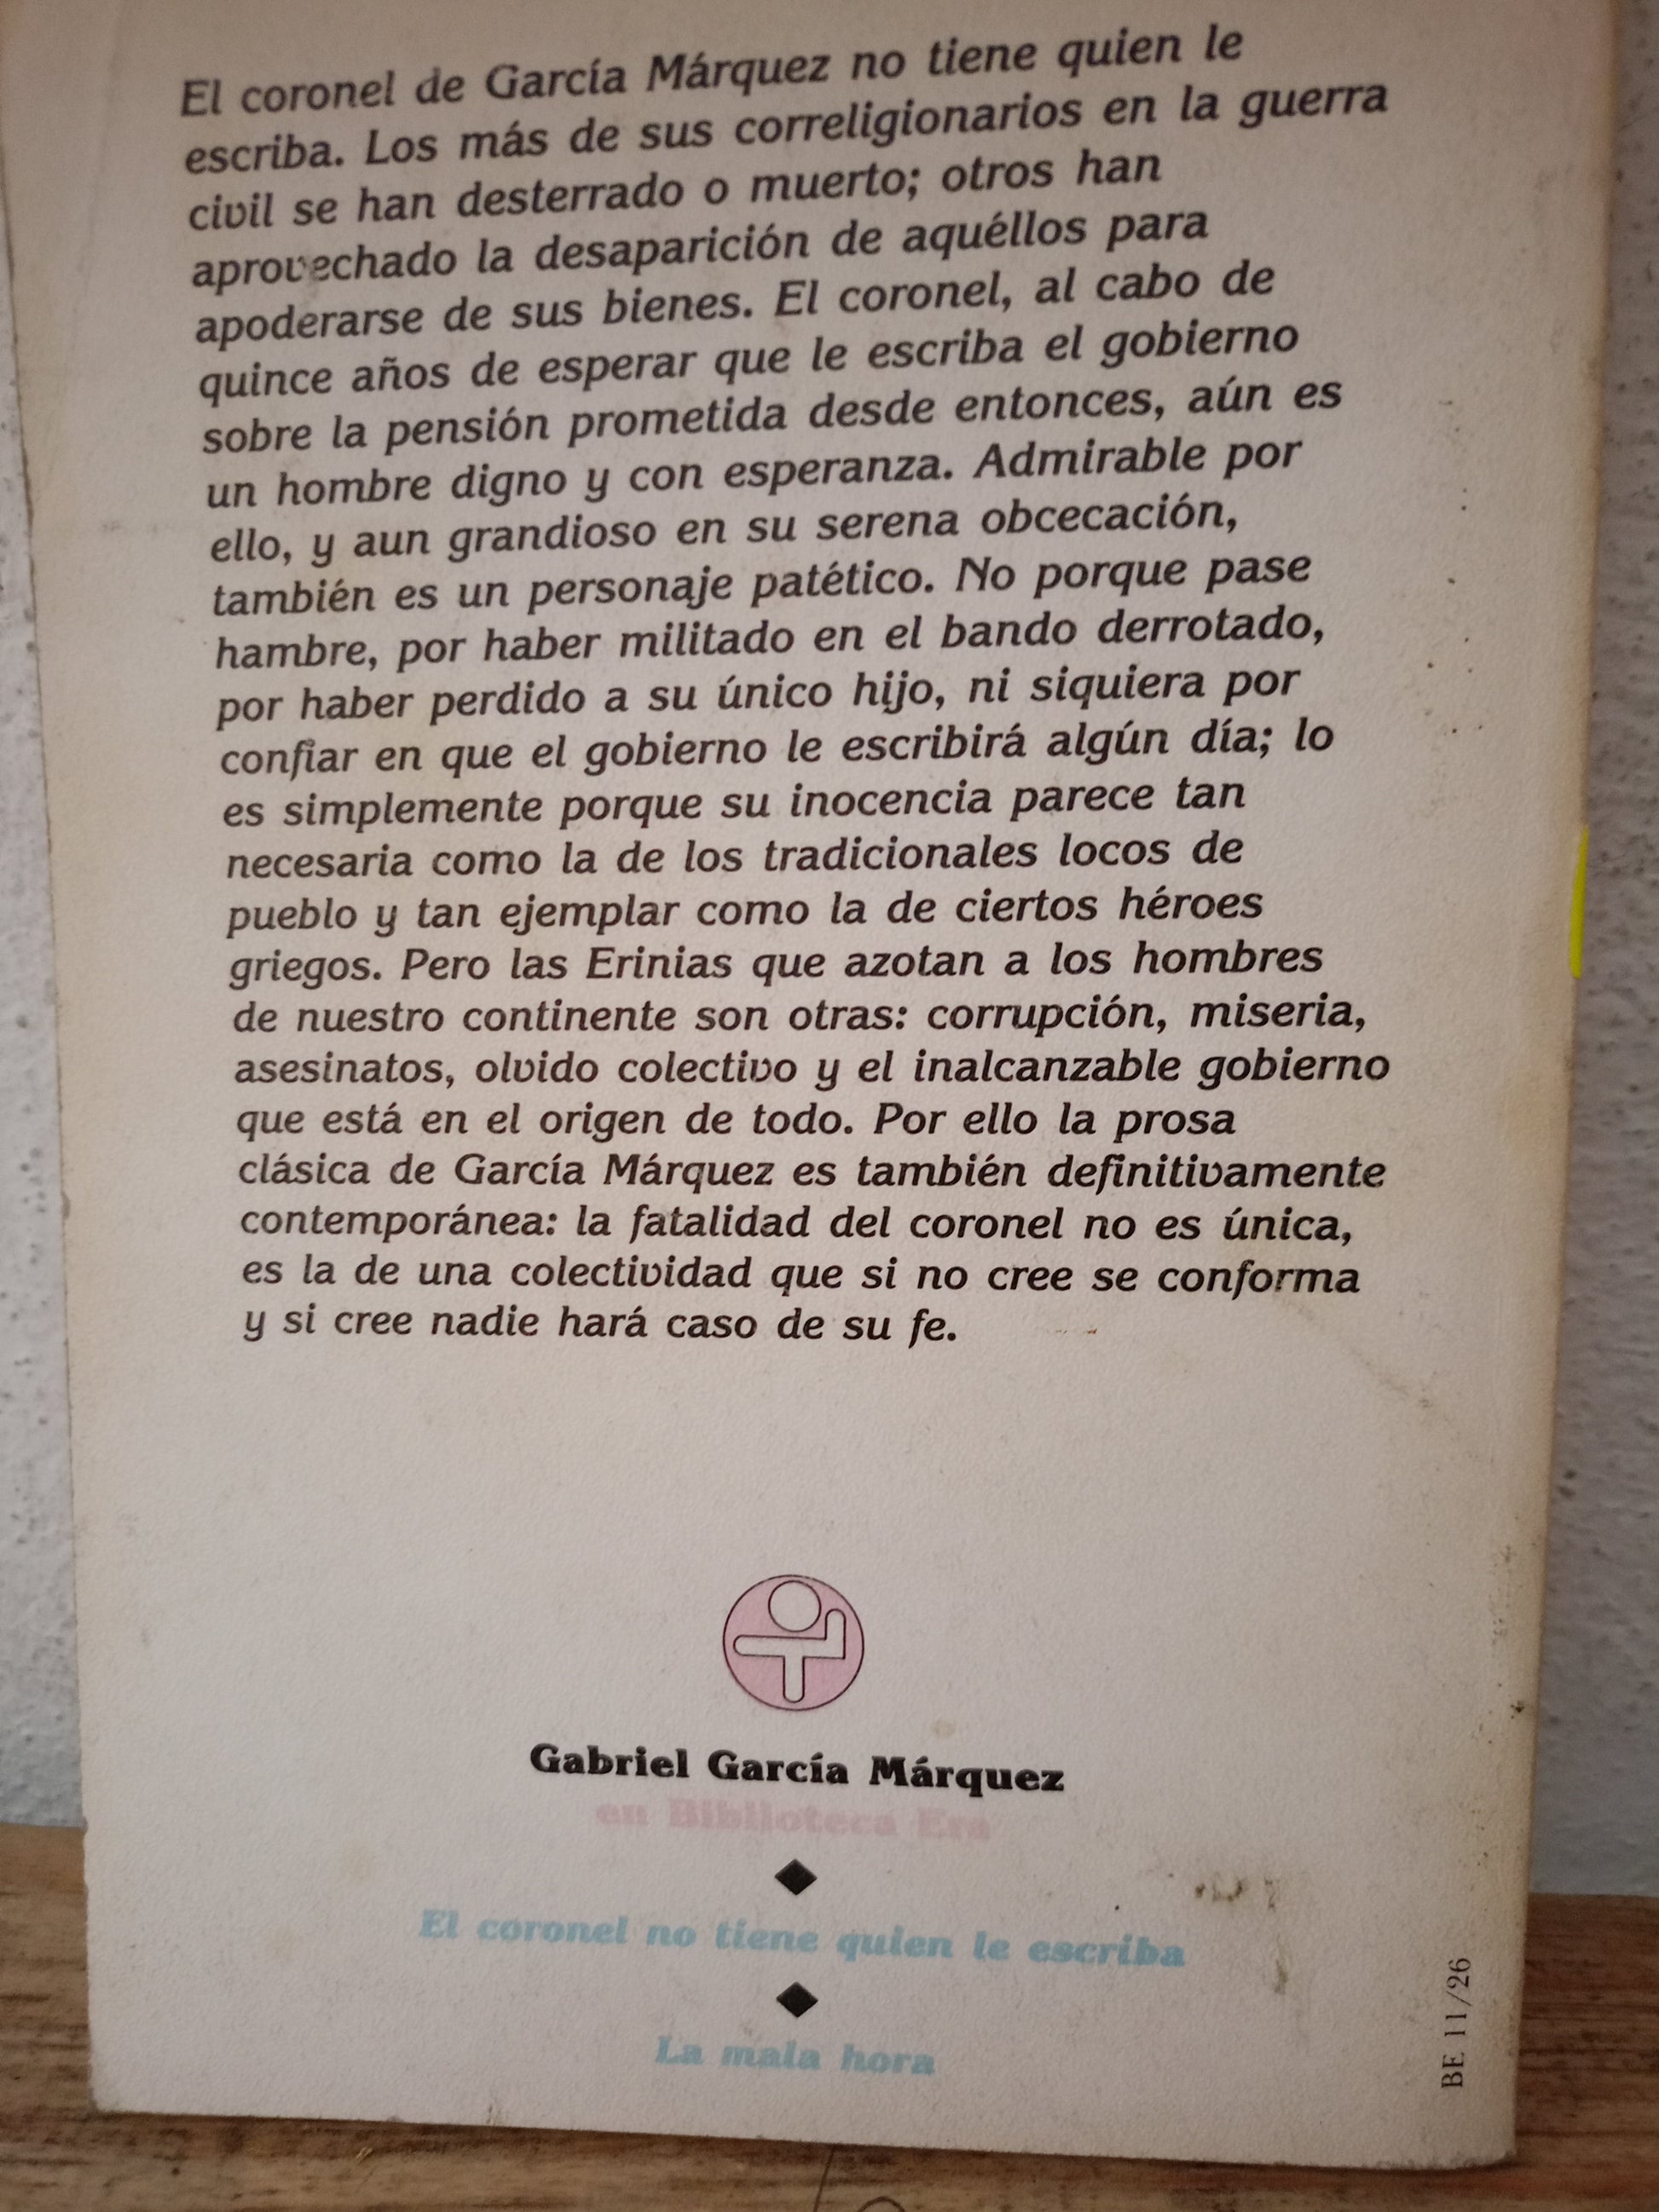 El coronel de García Márquez no tiene quien le
escriba. Los más de sus correligionarios en la guerra
civil se han desterrado o muerto; otros han
aprovechado la desaparición de aquéllos para
apoderarse de sus bienes. El coronel, al cabo de
quince años de esperar que le escriba el gobierno
sobre la pensión prometida desde entonces, aún es
un hombre digno y con esperanza. Admirable por
ello, y aun grandioso en su serena obcecación,
también es un personaje patético. No porque pase
hambre, por haber militado en el bando derrotado,
por haber perdido a su único hijo, ni siquiera por
confiar en que el gobierno le escribirá algún día; lo
es simplemente porque su inocencia parece tan
necesaria como la de los tradicionales locos de
pueblo y tan ejemplar como la de ciertos héroes
griegos. Pero las Erinias que azotan a los hombres
de nuestro continente son otras: corrupción, miseria,
asesinatos, olvido colectivo y el inalcanzable gobierno
que está en el origen de todo. Por ello la prosa
clásica de García Márquez es también definitivamente
contemporánea: la fatalidad del coronel no es única,
es la de una colectividad que si no cree se conforma
y si cree nadie hará caso de su fe.
Gabriel García Márquez
en Biblioteca Era
El coronel no tiene quien le escriba
La mala hora
BE 11/26